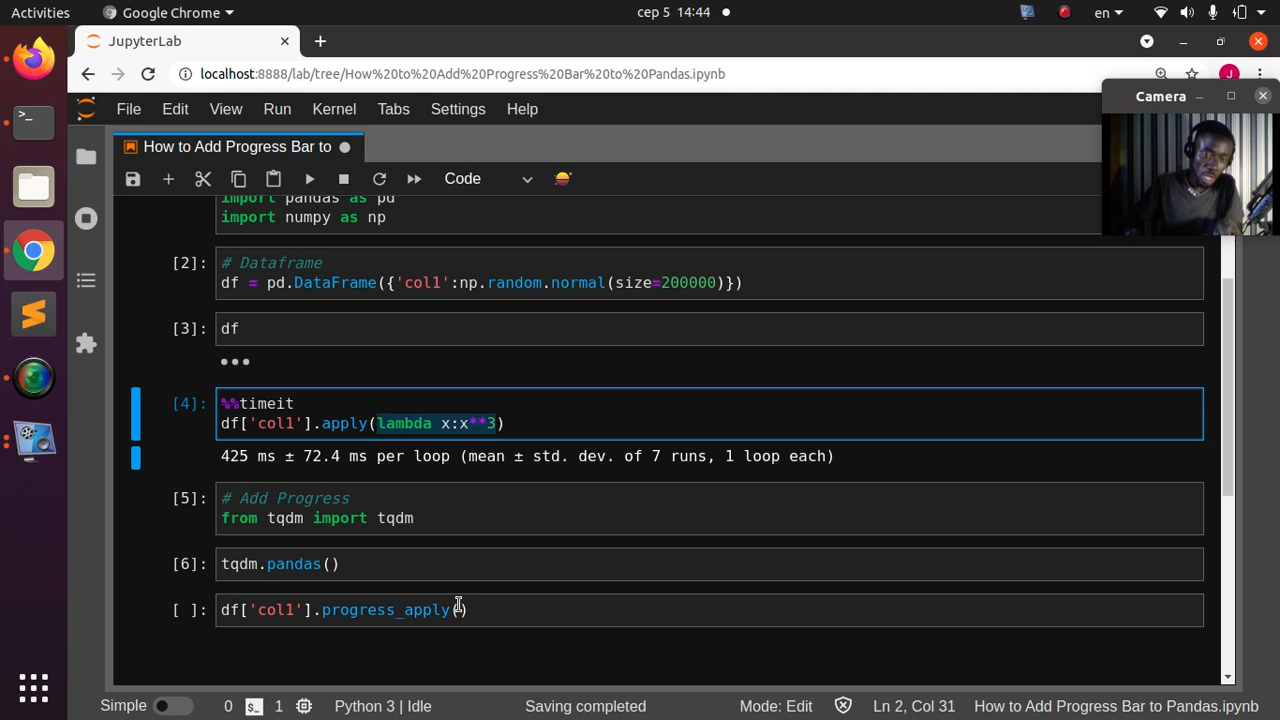 Activities
Google Chrome
сер 5 14:44
en
JupyterLab
localhost:8888/lab/tree/How%20to%20Add%20Progress%20Bar%20to%20Pandas.ipynb
J
Camera
File Edit View Run Kernel Tabs Settings Help
How to Add Progress Bar to
Code
import pandas as pd
import numpy as np
[2]: # Dataframe
df = pd.DataFrame({'col1':np.random.normal(size=200000)})
[3]: df
[4]: %%timeit
df['col1'].apply(lambda x:x**3)
425 ms ± 72.4 ms per loop (mean ± std. dev. of 7 runs, 1 loop each)
[5]: # Add Progress
from tqdm import tqdm
[6]: tqdm.pandas()
[ ]: df['col1'].progress_apply()
Simple 0 $_ 1 Python 3 | Idle Saving completed Mode: Edit Ln 2, Col 31 How to Add Progress Bar to Pandas.ipynb